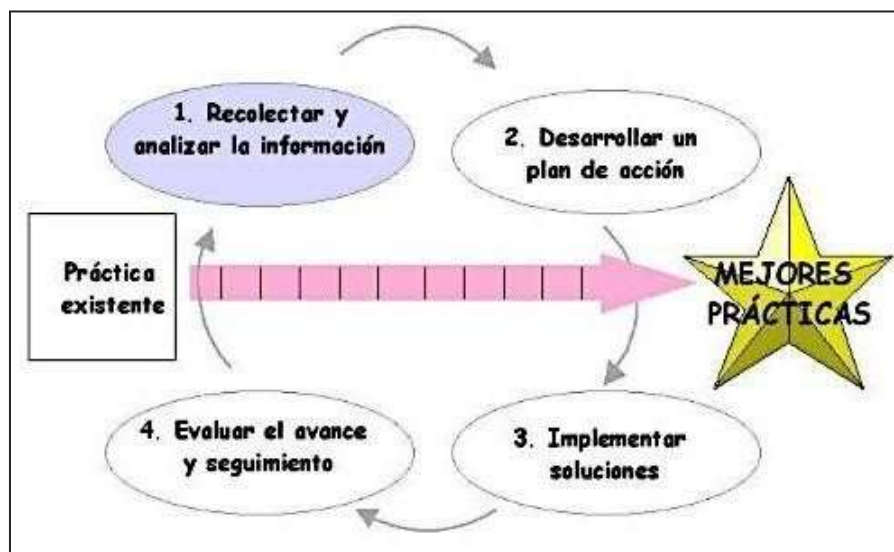 1. Recolectar y
analizar la información
2. Desarrollar un
plan de acción
Práctica
existente
MEJORES
PRÁCTICAS
4. Evaluar el avance
y seguimiento
3. Implementar
soluciones